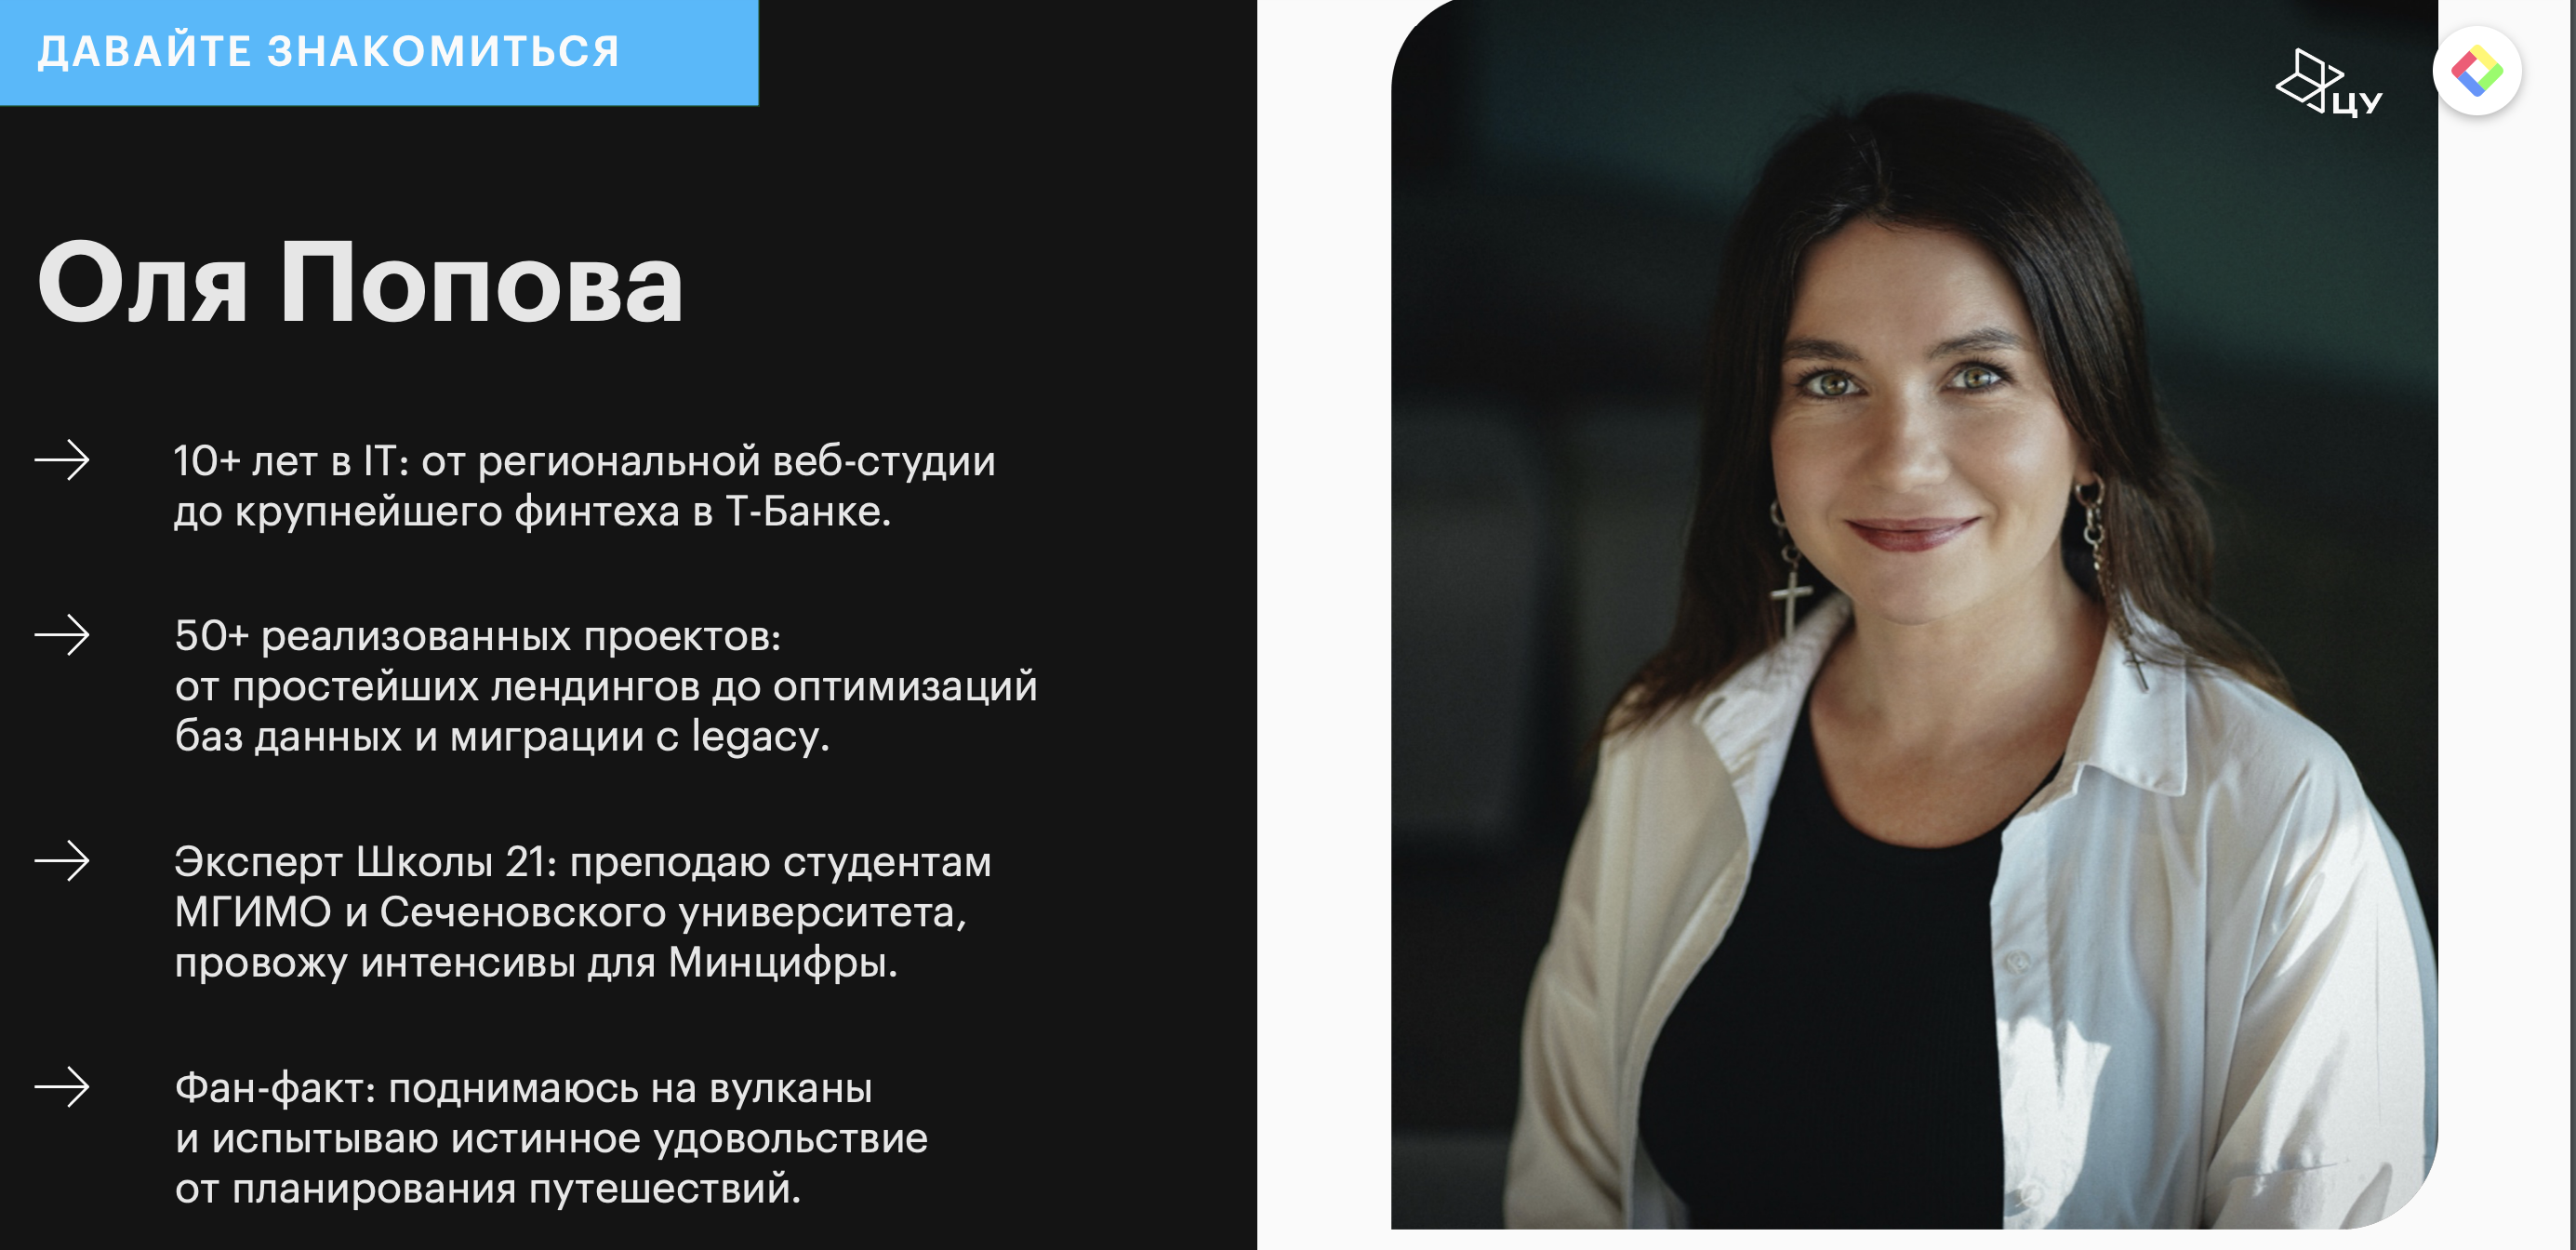 ДАВАЙТЕ ЗНАКОМИТЬСЯ
Оля Попова
10+ лет в IT: от региональной веб-студии
до крупнейшего финтеха в Т-Банке.
50+ реализованных проектов:
от простейших лендингов до оптимизаций
баз данных и миграции с legacy.
Эксперт Школы 21: преподаю студентам
МГИМО и Сеченовского университета,
провожу интенсивы для Минцифры.
Фан-факт: поднимаюсь на вулканы
и испытываю истинное удовольствие
от планирования путешествий.
ЦУ